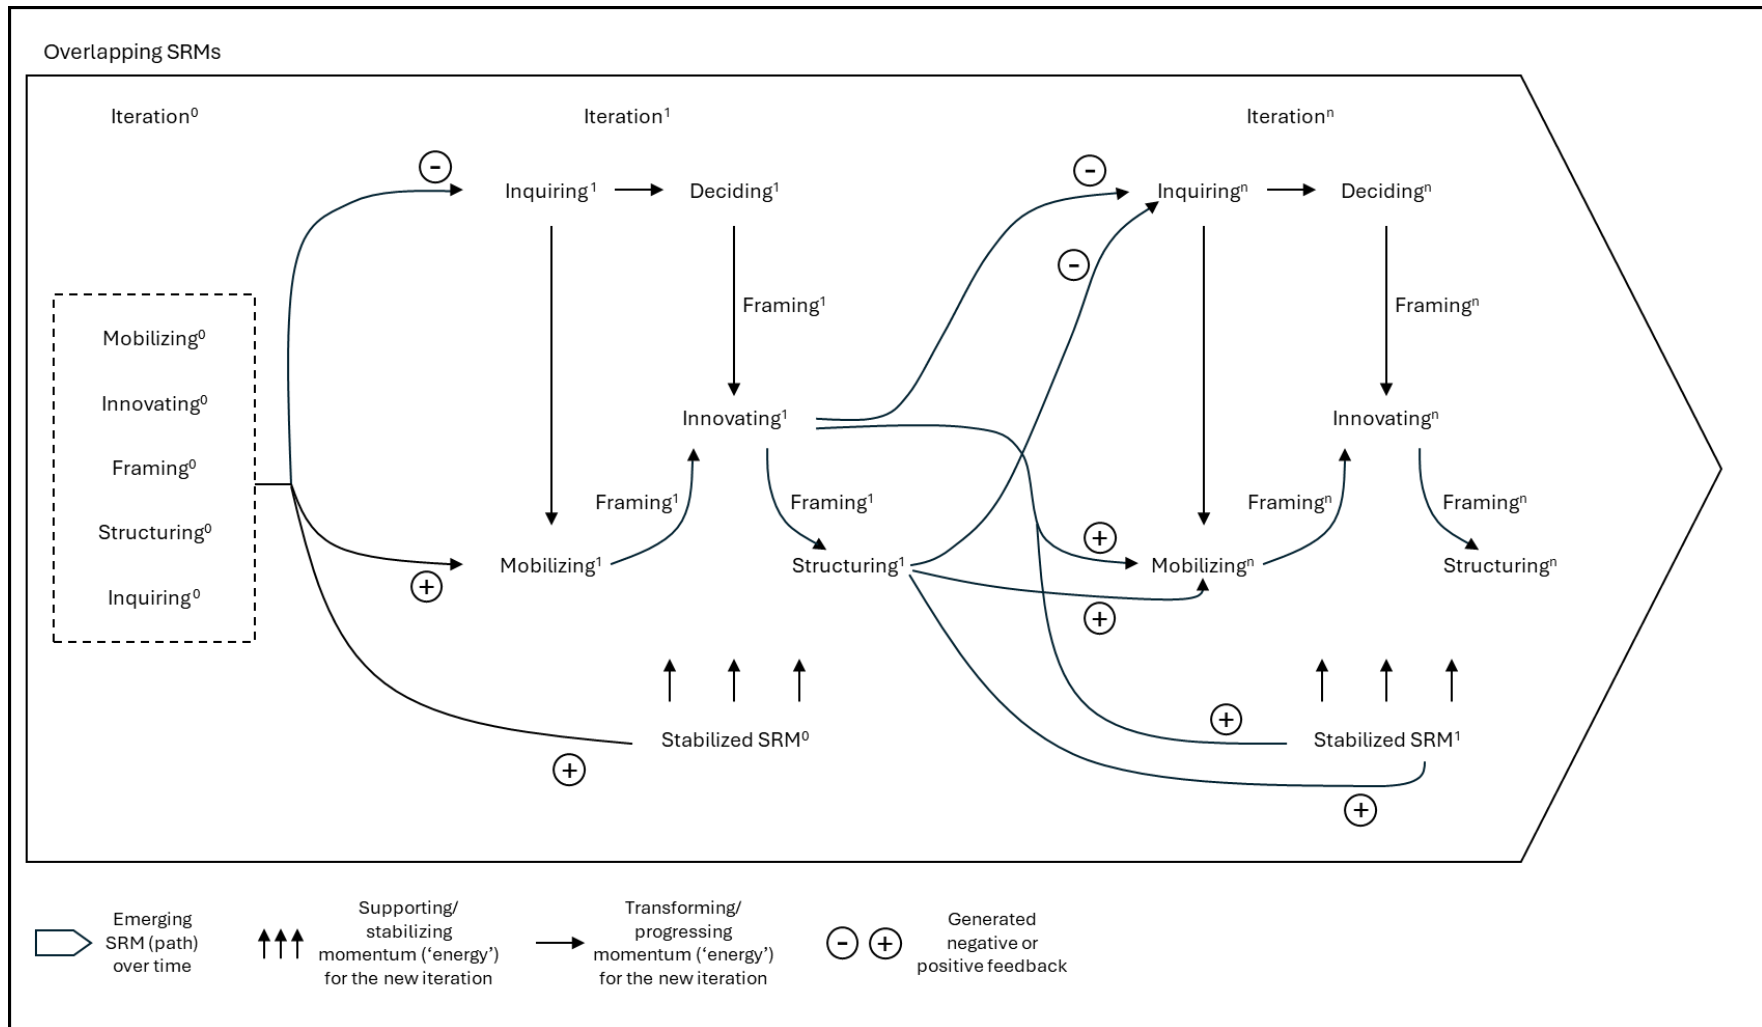 Overlapping SRMs
Iteration⁰
Iteration¹
Iterationⁿ
-
-
Inquiring¹
Deciding¹
Inquiringⁿ
Decidingⁿ
-
Framing¹
Framingⁿ
Mobilizing⁰
Innovating⁰
Framing⁰
Structuring⁰
Inquiring⁰
Innovating¹
Innovatingⁿ
Framing¹
Framing¹
Framingⁿ
Framingⁿ
+
Mobilizing¹
Structuring¹
Mobilizingⁿ
Structuringⁿ
+
+
Stabilized SRM⁰
+
Stabilized SRM¹
+
+
Emerging
SRM (path)
over time
Supporting/
stabilizing
momentum (‘energy’)
for the new iteration
Transforming/
progressing
momentum (‘energy’)
for the new iteration
- +
Generated
negative or
positive feedback